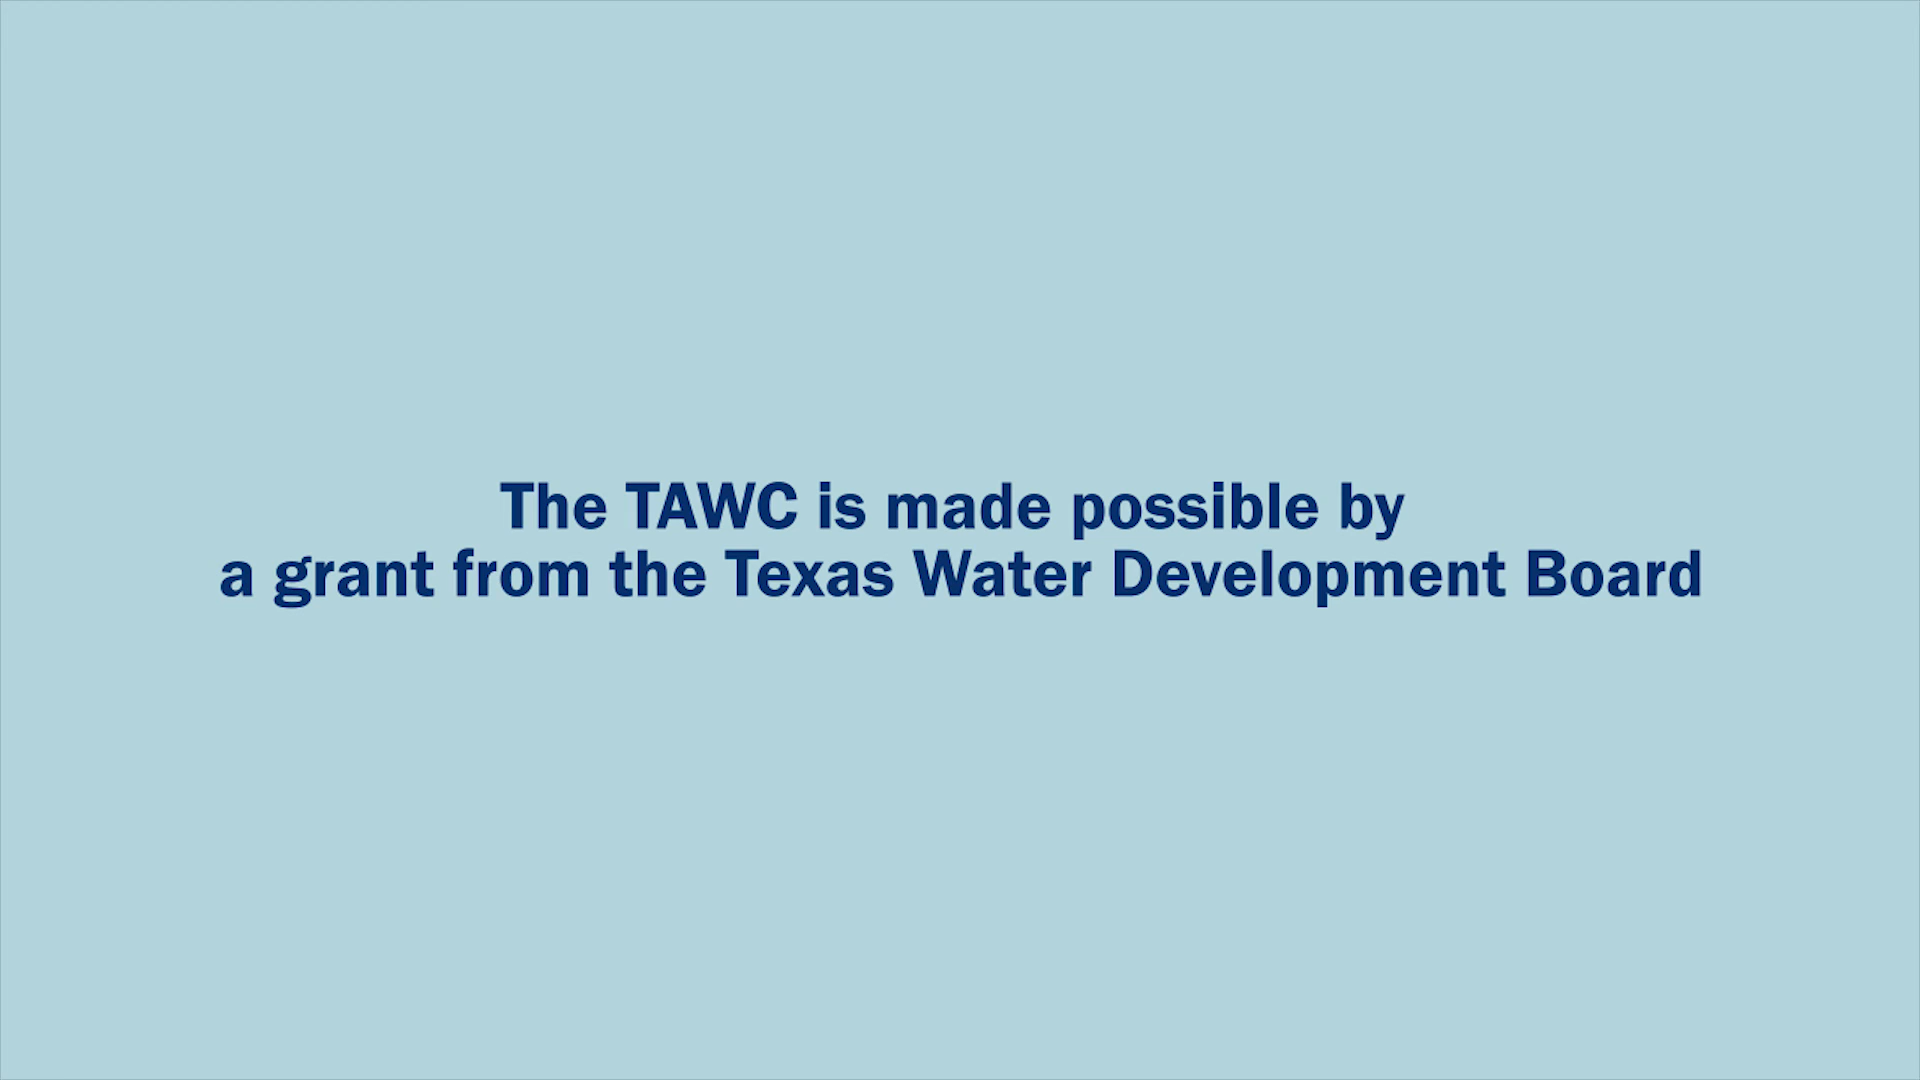 The TAWC is made possible by
a grant from the Texas Water Development Board